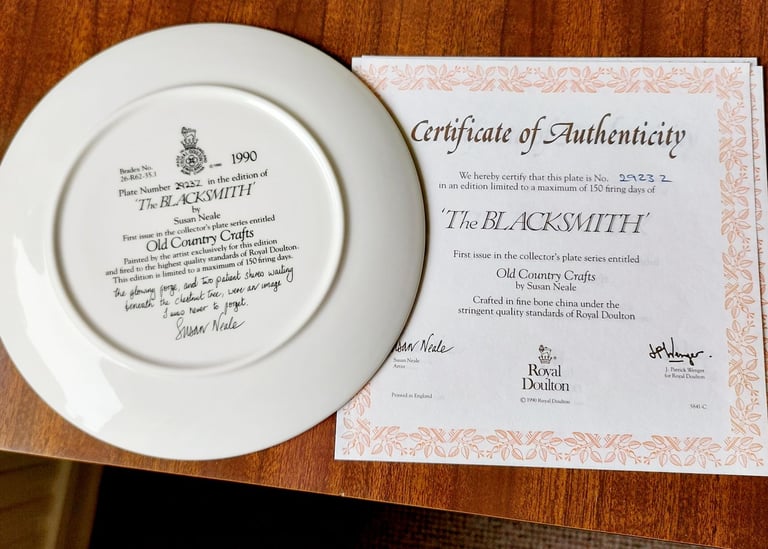 1990
Bradex No.
26-R62-35.1
Plate Number 29232 in the edition of
'The BLACKSMITH'
by
Susan Neale
First issue in the collector's plate series entitled
Old Country Crafts
Painted by the artist exclusively for this edition
and fired to the highest quality standards of Royal Doulton.
This edition is limited to a maximum of 150 firing days.
The glowing forge, and two patient shires waiting
beneath the chestnut tree, were an image
I was never to forget.
Susan Neale
Certificate of Authenticity
We hereby certify that this plate is No. 29232
in an edition limited to a maximum of 150 firing days of
'The BLACKSMITH'
First issue in the collector's plate series entitled
Old Country Crafts
by Susan Neale
Crafted in fine bone china under the
stringent quality standards of Royal Doulton
Neale
Susan Neale
Artist
Royal
Doulton
© 1990 Royal Doulton
J. Patrick Wenger
for Royal Doulton
Printed in England
5841-C